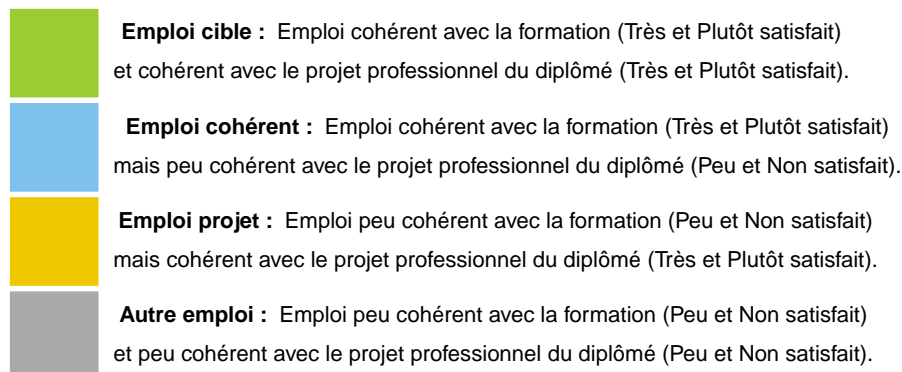 Emploi cible : Emploi cohérent avec la formation (Très et Plutôt satisfait)
et cohérent avec le projet professionnel du diplômé (Très et Plutôt satisfait).
Emploi cohérent : Emploi cohérent avec la formation (Très et Plutôt satisfait)
mais peu cohérent avec le projet professionnel du diplômé (Peu et Non satisfait).
Emploi projet : Emploi peu cohérent avec la formation (Peu et Non satisfait)
mais cohérent avec le projet professionnel du diplômé (Très et Plutôt satisfait).
Autre emploi : Emploi peu cohérent avec la formation (Peu et Non satisfait)
et peu cohérent avec le projet professionnel du diplômé (Peu et Non satisfait).